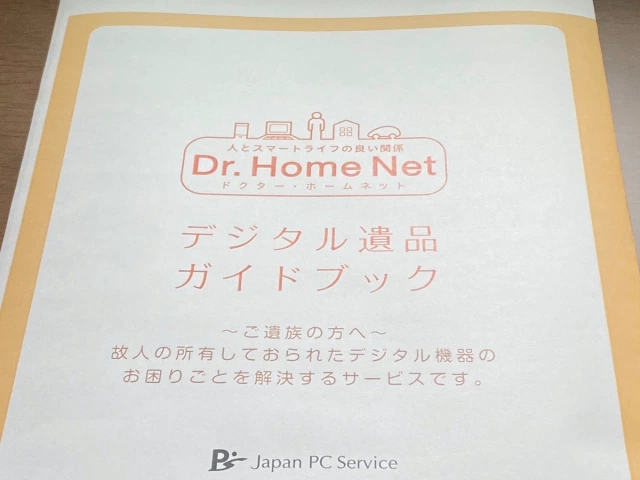 人とスマートライフの良い関係
Dr. Home Net
ドクター・ホームネット
デジタル遺品
ガイドブック
～ご遺族の方へ～
故人の所有しておられたデジタル機器の
お困りごとを解決するサービスです。
Japan PC Service